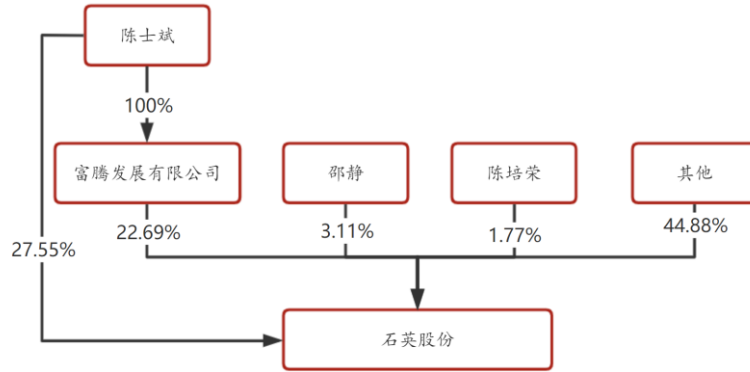 陈士斌
100%
富腾发展有限公司
邵静
陈培荣
其他
22.69%
3.11%
1.77%
44.88%
27.55%
石英股份